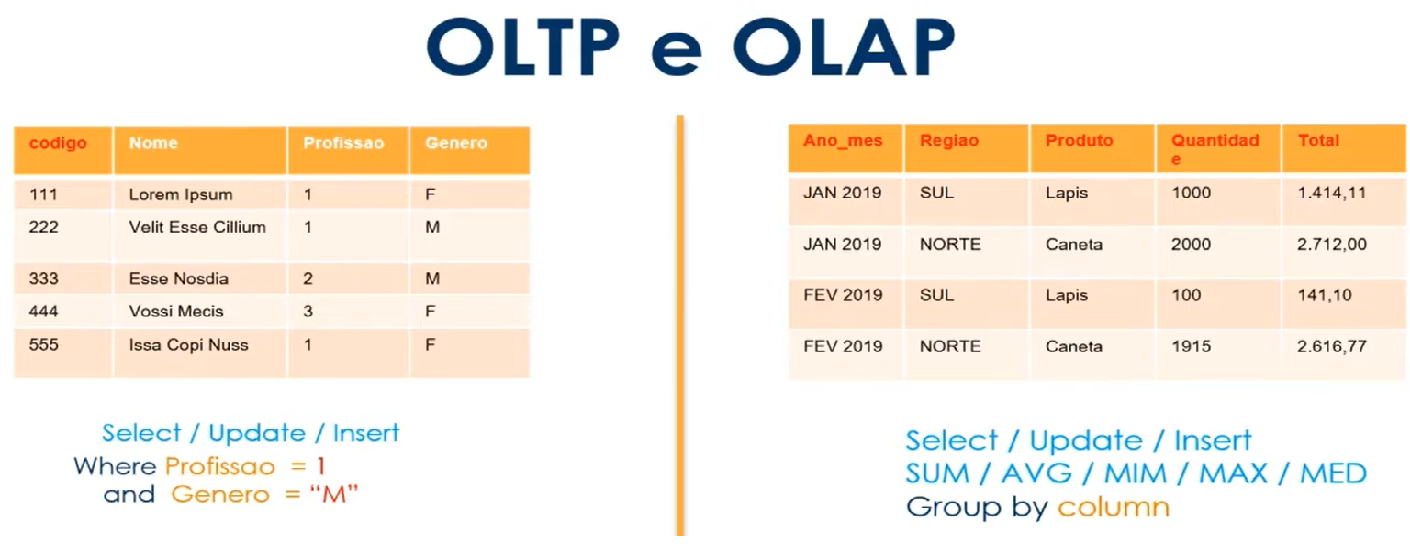 OLTP e OLAP
codigo Nome Profissao Genero
111 Lorem Ipsum 1 F
222 Velit Esse Cillium 1 M
333 Esse Nosdia 2 M
444 Vossi Mecis 3 F
555 Issa Copi Nuss 1 F
Select / Update / Insert
Where Profissao = 1
and Genero = “M”
Ano_mes Regiao Produto Quantidad
e Total
JAN 2019 SUL Lapis 1000 1.414,11
JAN 2019 NORTE Caneta 2000 2.712,00
FEV 2019 SUL Lapis 100 141,10
FEV 2019 NORTE Caneta 1915 2.616,77
Select / Update / Insert
SUM / AVG / MIM / MAX / MED
Group by column